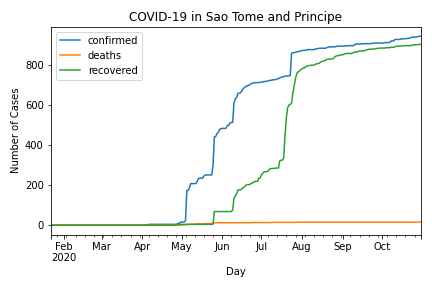 COVID-19 in Sao Tome and Principe
confirmed
deaths
recovered
Number of Cases
800
600
400
200
0
Feb Mar Apr May Jun Jul Aug Sep Oct
2020
Day